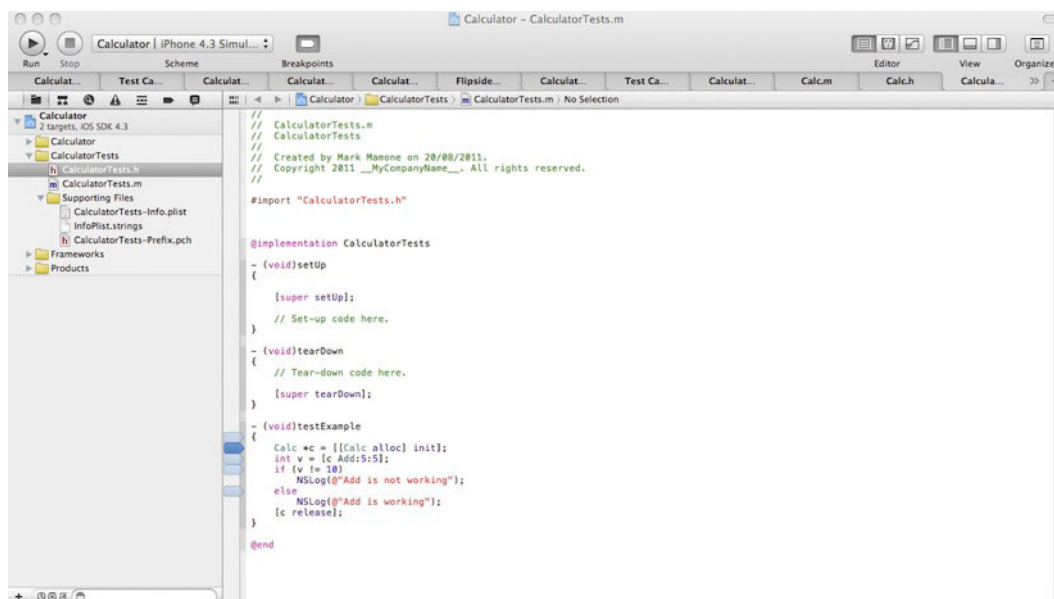 Calculator – CalculatorTests.m
Calculator | iPhone 4.3 Simul...
Run Stop Scheme Breakpoints Editor View Organize
Calculat... Test Ca... Calculat... Calculat... Calculat... Flipside... Calculat... Test Ca... Calculat... Calc.m Calc.h Calcula...
Calculator CalculatorTests CalculatorTests.m No Selection
Calculator
2 targets, iOS SDK 4.3
Calculator
CalculatorTests
CalculatorTests.h
CalculatorTests.m
Supporting Files
CalculatorTests-Info.plist
InfoPlist.strings
CalculatorTests-Prefix.pch
Frameworks
Products
//
// CalculatorTests.m
// CalculatorTests
//
// Created by Mark Mamone on 20/08/2011.
// Copyright 2011 __MyCompanyName__. All rights reserved.
//
#import "CalculatorTests.h"
@implementation CalculatorTests
- (void)setUp
{
[super setUp];
// Set-up code here.
}
- (void)tearDown
{
// Tear-down code here.
[super tearDown];
}
- (void)testExample
{
Calc *c = [[Calc alloc] init];
int v = [c Add:5:5];
if (v != 10)
NSLog(@"Add is not working");
else
NSLog(@"Add is working");
[c release];
}
@end